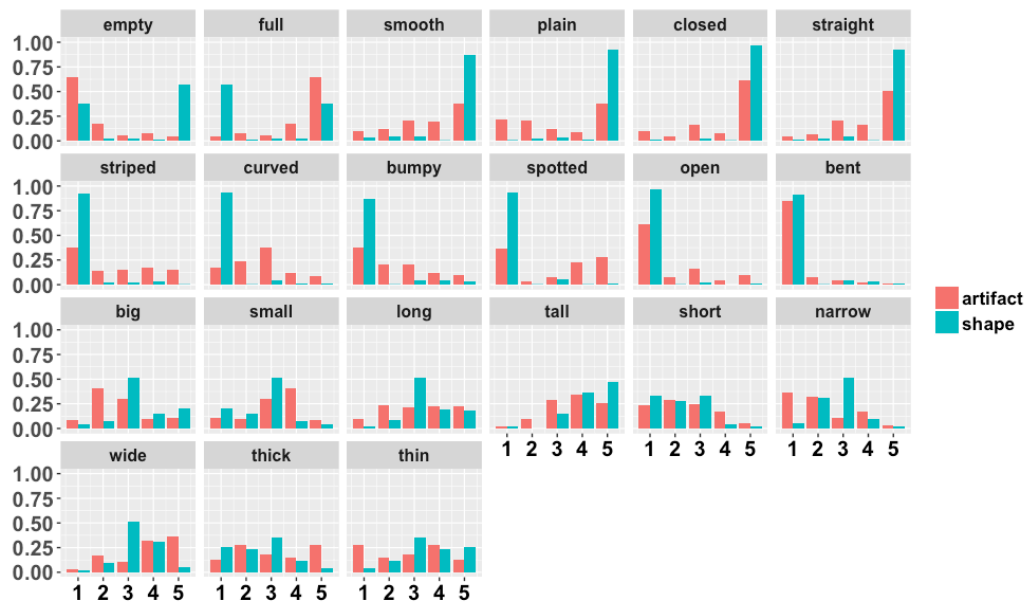 empty full smooth plain closed straight
1.00
0.75
0.50
0.25
0.00
striped curved bumpy spotted open bent
1.00
0.75
0.50
0.25
0.00
artifact
shape
big small long tall short narrow
1.00
0.75
0.50
0.25
0.00
1 2 3 4 5 1 2 3 4 5 1 2 3 4 5
wide thick thin
1.00
0.75
0.50
0.25
0.00
1 2 3 4 5 1 2 3 4 5 1 2 3 4 5